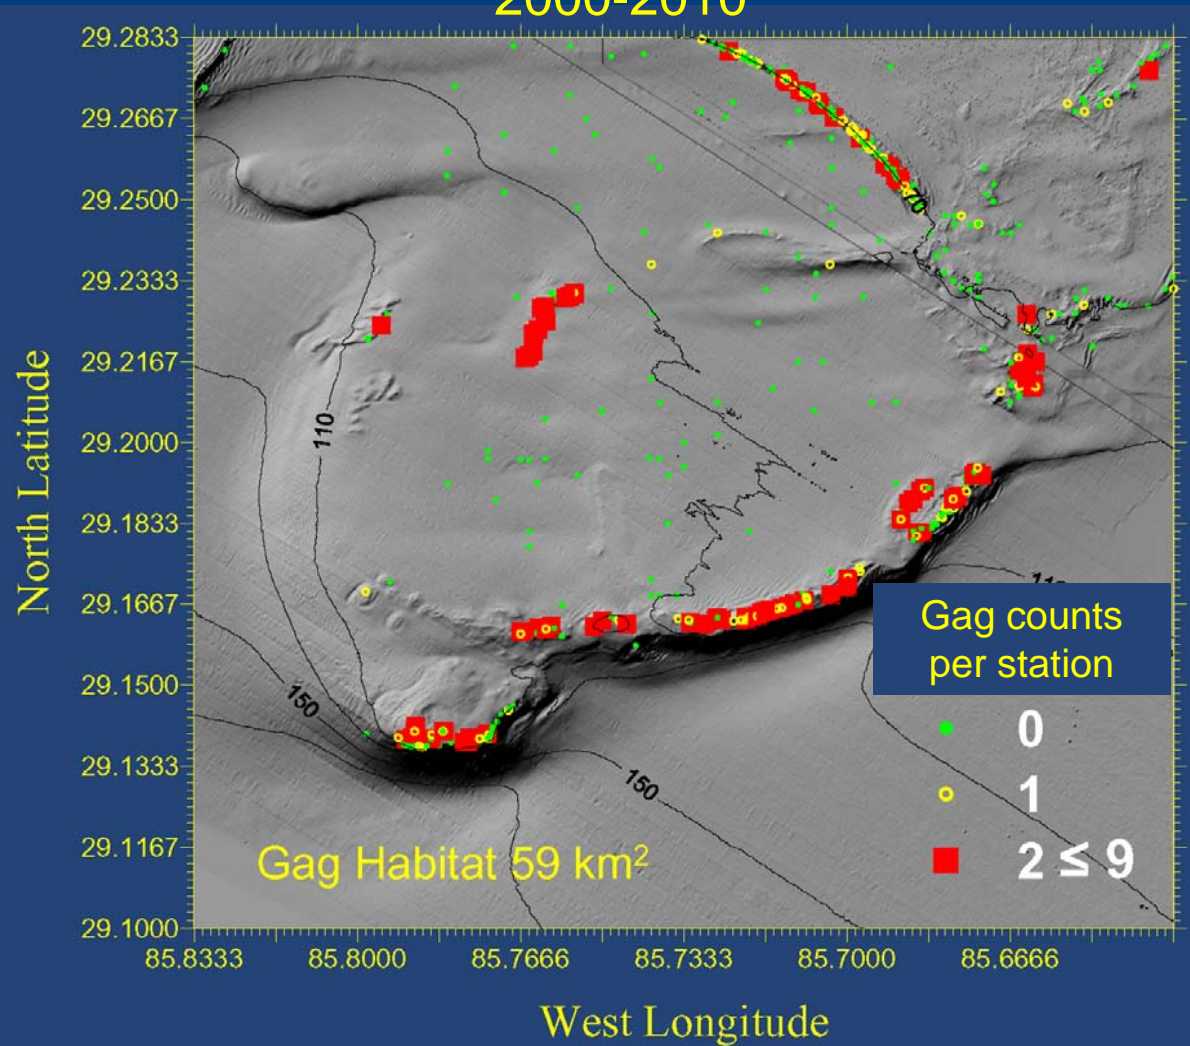 2000-2010
29.2833
29.2667
29.2500
29.2333
29.2167
29.2000
29.1833
29.1667
29.1500
29.1333
29.1167
29.1000
North Latitude
110
150
150
Gag counts
per station
0
1
2 ≤ 9
Gag Habitat 59 km²
85.8333 85.8000 85.7666 85.7333 85.7000 85.6666
West Longitude